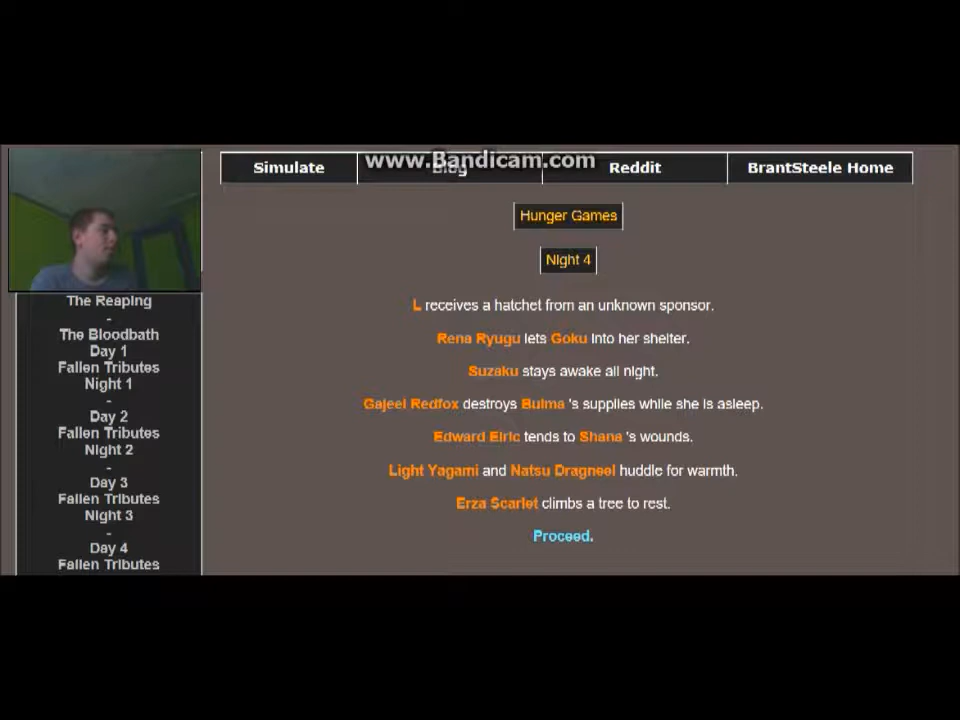 www.Bandicam.com
Simulate
Blog
Reddit
BrantSteele Home
Hunger Games
Night 4
L receives a hatchet from an unknown sponsor.
Rena Ryugu lets Goku into her shelter.
Suzaku stays awake all night.
Gajeel Redfox destroys Bulma 's supplies while she is asleep.
Edward Elric tends to Shana 's wounds.
Light Yagami and Natsu Dragneel huddle for warmth.
Erza Scarlet climbs a tree to rest.
Proceed.
The Reaping
-
The Bloodbath
Day 1
Fallen Tributes
Night 1
-
Day 2
Fallen Tributes
Night 2
-
Day 3
Fallen Tributes
Night 3
-
Day 4
Fallen Tributes